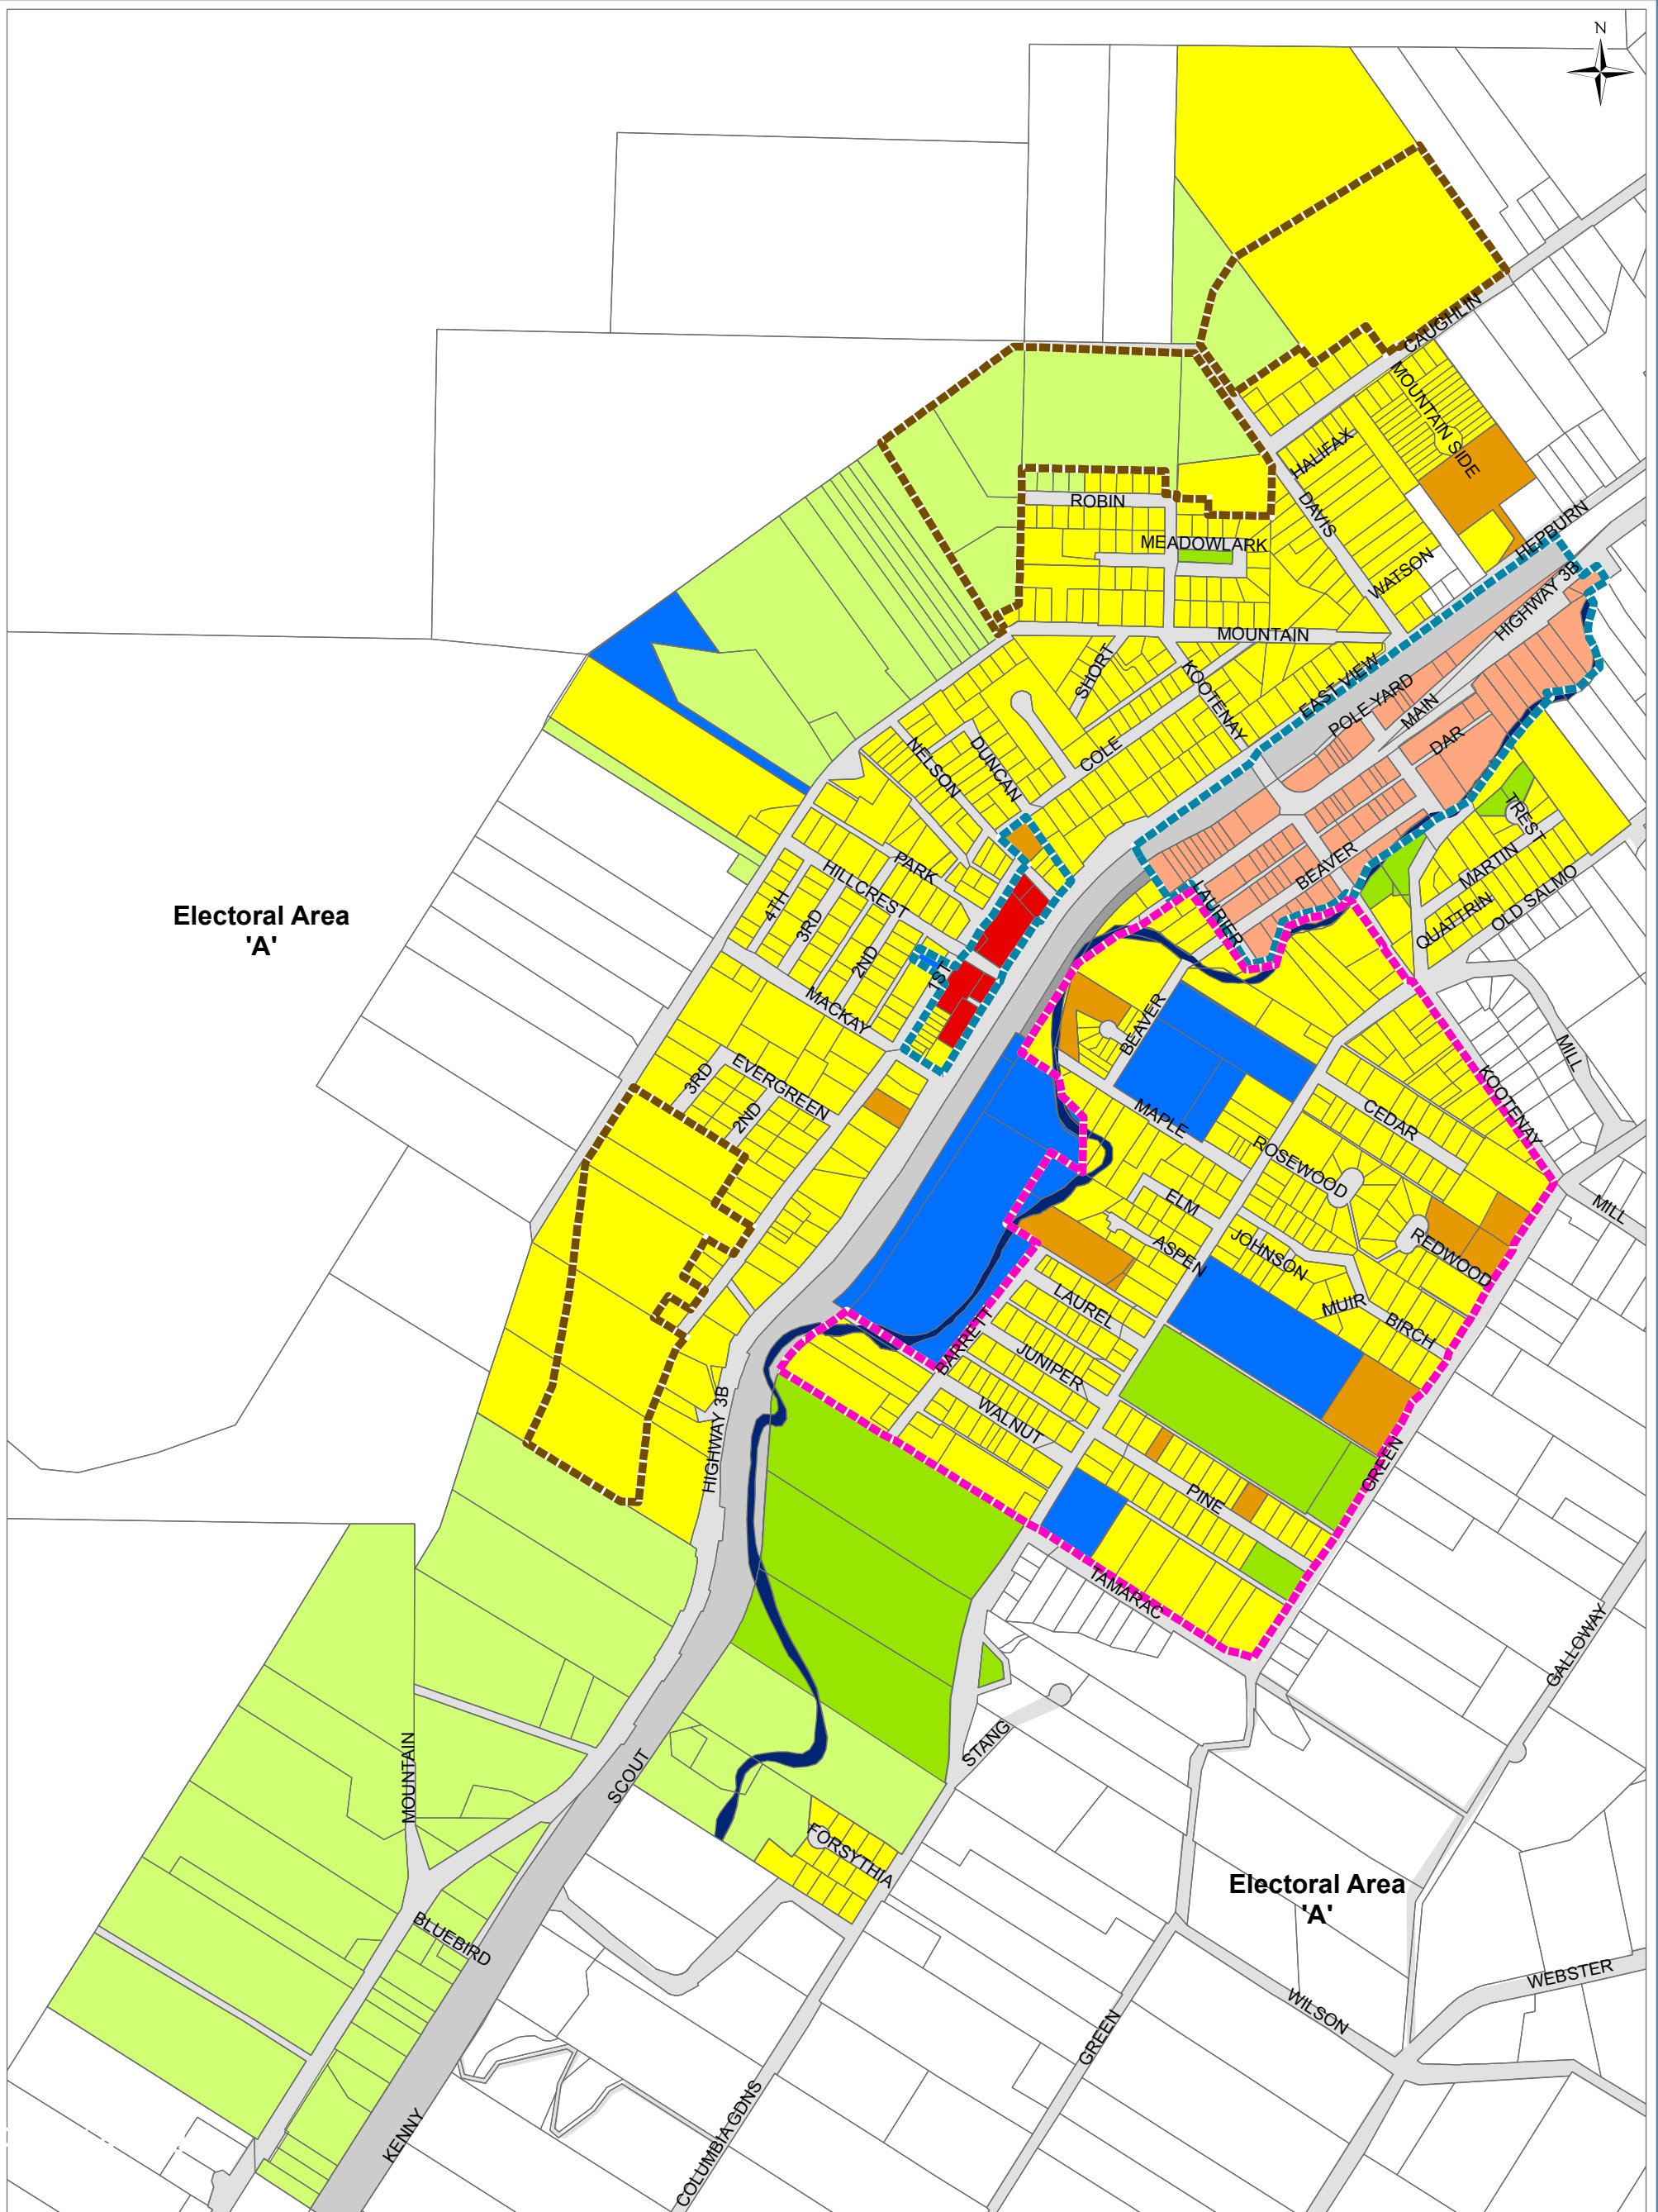 N
CAUGHLIN
MOUNTAIN SIDE
HALIFAX
ROBIN
DAVIS
HEPBURN
MEADOWLARK
WATSON
HIGHWAY 3B
MOUNTAIN
SHORT
KOOTENAY
EAST VIEW
POLE YARD
MAIN
DAR
COLE
DUNCAN
NELSON
TREST
PARK
HILLCREST
BEAVER
MARTIN
OLD SALMO
QUATTRIN
4TH
3RD
2ND
1ST
LAURIER
Electoral Area
'A'
MACKAY
BEAVER
MILL
EVERGREEN
3RD
2ND
MAPLE
CEDAR
KOOTENAY
ROSEWOOD
ELM
MILL
ASPEN
JOHNSON
REDWOOD
LAUREL
MUIR
BIRCH
BARRETT
JUNIPER
WALNUT
HIGHWAY 3B
GREEN
PINE
TAMARAC
GALLOWAY
STANG
MOUNTAIN
SCOUT
FORSYTHIA
Electoral Area
'A'
BLUEBIRD
WEBSTER
WILSON
GREEN
KENNY
COLUMBIA GDNS